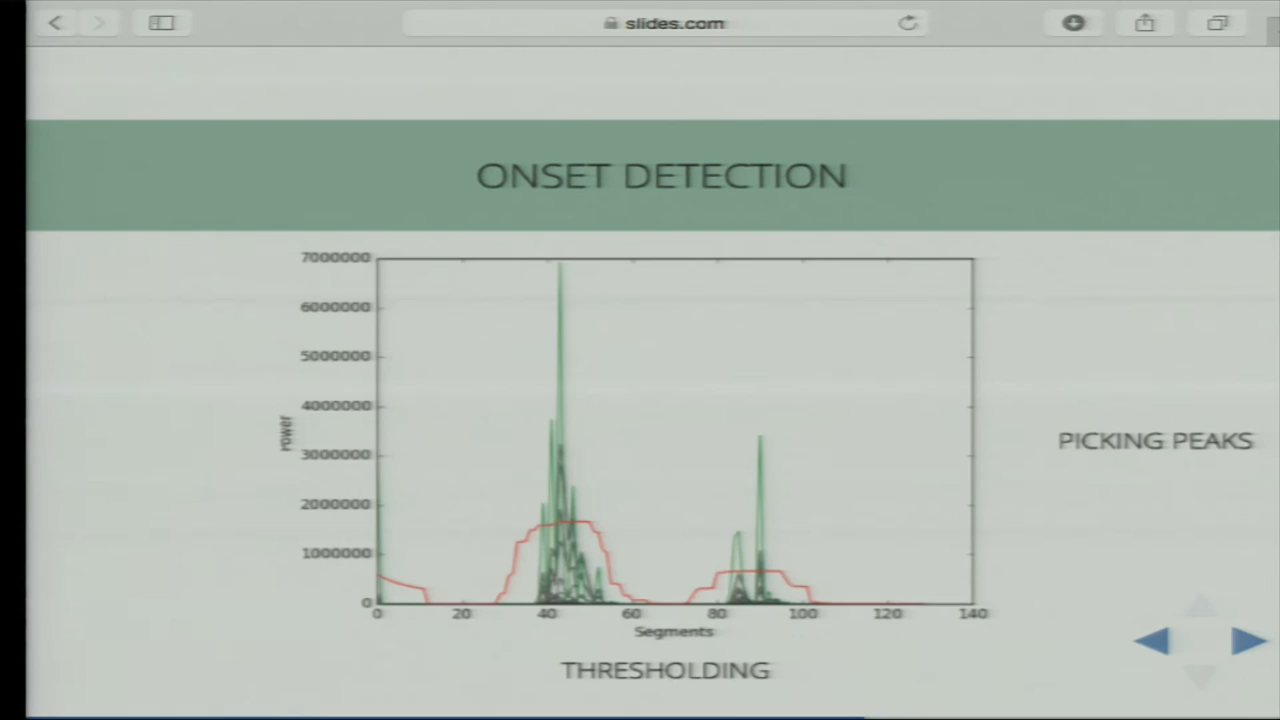 slides.com
ONSET DETECTION
7000000
6000000
5000000
4000000
3000000
2000000
1000000
0
Power
0 20 40 60 80 100 120 140
Segments
PICKING PEAKS
THRESHOLDING